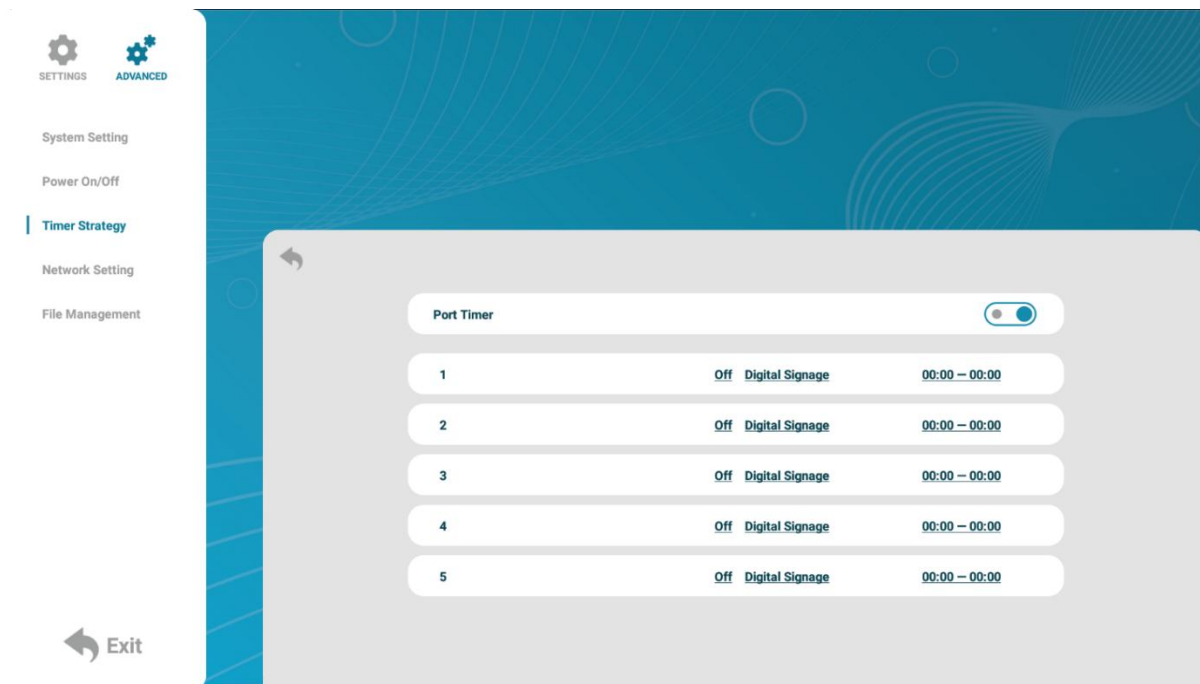 SETTINGS ADVANCED
System Setting
Power On/Off
Timer Strategy
Network Setting
File Management
Exit
Port Timer
1 Off Digital Signage 00:00 — 00:00
2 Off Digital Signage 00:00 — 00:00
3 Off Digital Signage 00:00 — 00:00
4 Off Digital Signage 00:00 — 00:00
5 Off Digital Signage 00:00 — 00:00